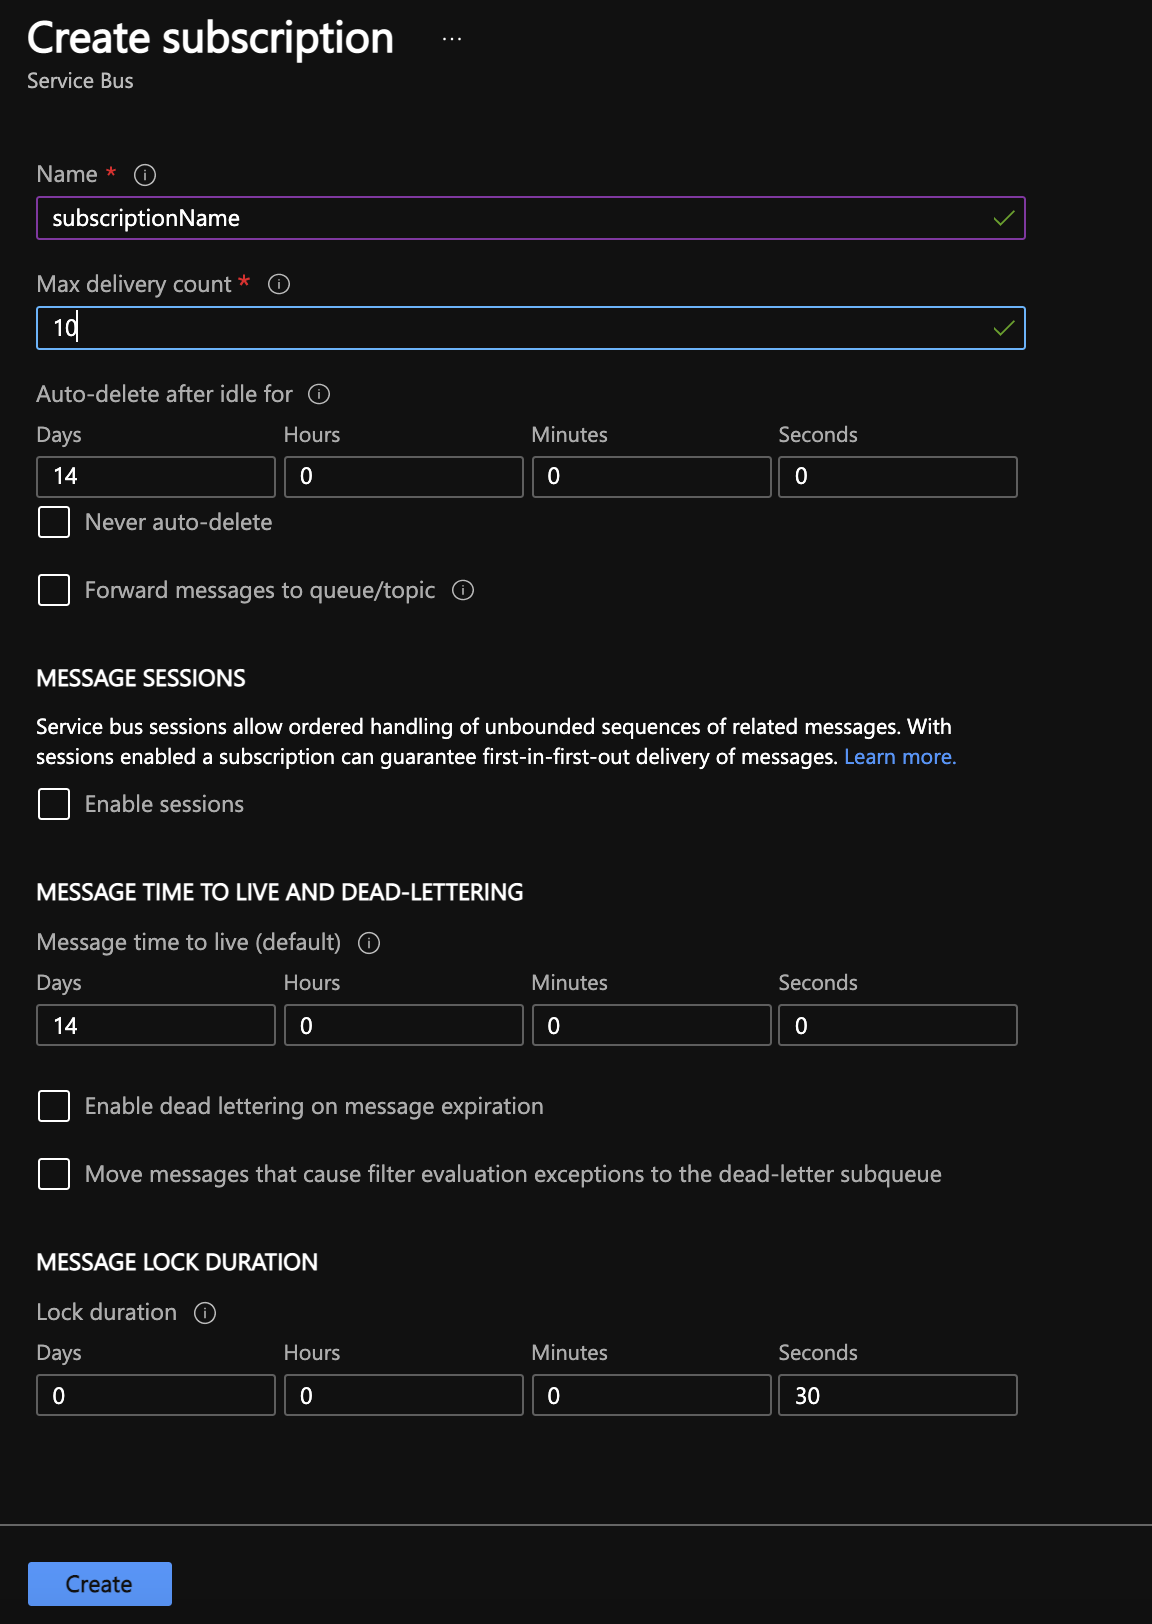 Create subscription ...
Service Bus
Name *
subscriptionName
Max delivery count *
10
Auto-delete after idle for
Days Hours Minutes Seconds
14 0 0 0
Never auto-delete
Forward messages to queue/topic
MESSAGE SESSIONS
Service bus sessions allow ordered handling of unbounded sequences of related messages. With
sessions enabled a subscription can guarantee first-in-first-out delivery of messages. Learn more.
Enable sessions
MESSAGE TIME TO LIVE AND DEAD-LETTERING
Message time to live (default)
Days Hours Minutes Seconds
14 0 0 0
Enable dead lettering on message expiration
Move messages that cause filter evaluation exceptions to the dead-letter subqueue
MESSAGE LOCK DURATION
Lock duration
Days Hours Minutes Seconds
0 0 0 30
Create